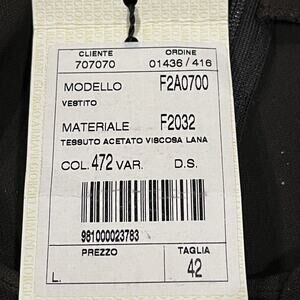 CLIENTE ORDINE
707070 01436 / 416
MODELLO F2A0700
VESTITO
MATERIALE F2032
TESSUTO ACETATO VISCOSA LANA
COL. 472 VAR. D.S.
981000023783
PREZZO TAGLIA
L. 42